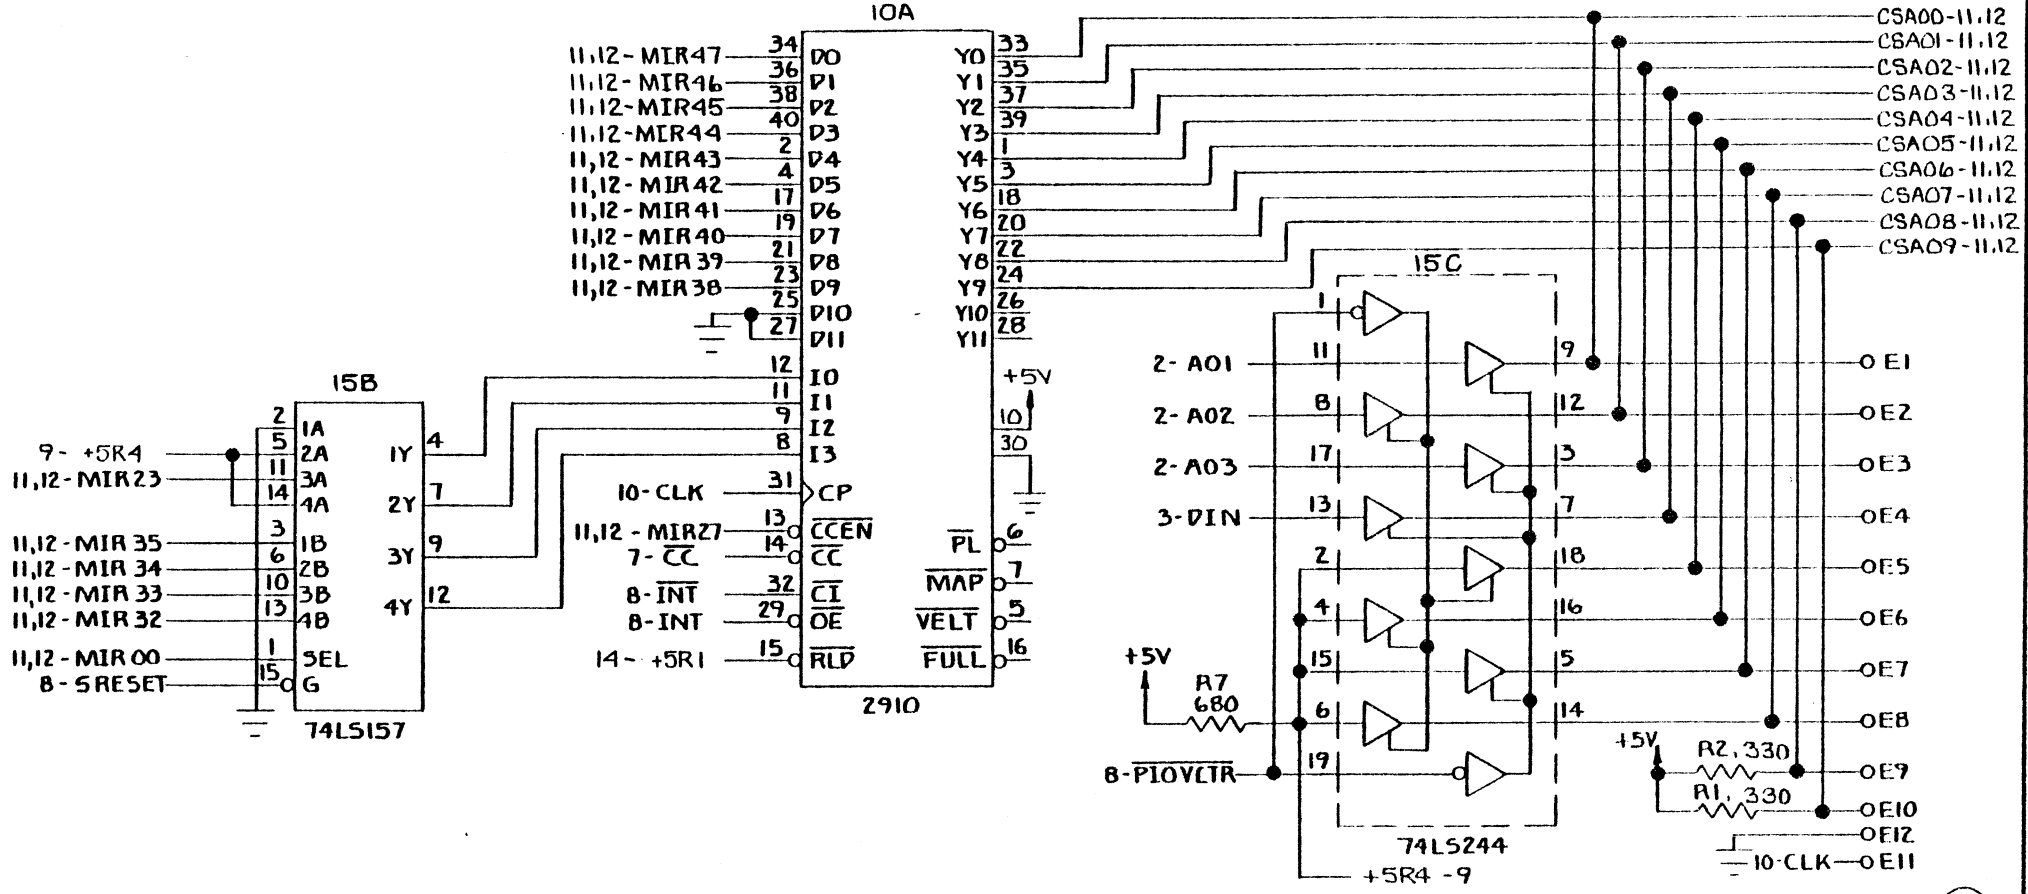 10A
11,12-MIR47 34 D0 Y0 33 CSA00-11,12
11,12-MIR46 36 D1 Y1 35 CSA01-11,12
11,12-MIR45 38 D2 Y2 37 CSA02-11,12
11,12-MIR44 40 D3 Y3 39 CSA03-11,12
11,12-MIR43 2 D4 Y4 1 CSA04-11,12
11,12-MIR42 4 D5 Y5 3 CSA05-11,12
11,12-MIR41 17 D6 Y6 18 CSA06-11,12
11,12-MIR40 19 D7 Y7 20 CSA07-11,12
11,12-MIR39 21 D8 Y8 22 CSA08-11,12
11,12-MIR38 23 D9 Y9 24 CSA09-11,12
25 D10 Y10 26
27 D11 Y11 28
12 I0 +5V
11 I1
9 I2 10
8 I3 30
10-CLK 31 CP
11,12-MIR27 13 CCEN
7-CC 14 CC
PL 6
8-INT 32 CI
MAP 7
8-INT 29 OE
VELT 5
14-+5R1 15 RLD
FULL 16
2910
15B
2 1A
9- +5R4 5 2A 1Y 4
11,12-MIR23 11 3A
14 4A 2Y 7
11,12-MIR35 3 1B
11,12-MIR34 6 2B 3Y 9
11,12-MIR33 10 3B
11,12-MIR32 13 4B 4Y 12
11,12-MIR00 1 SEL
8-SRESET 15 G
74LS157
15C
1
2-A01 11 9 E1
2-A02 8 12 E2
2-A03 17 3 E3
3-DIN 13 7 E4
2 18 E5
4 16 E6
15 5 E7
+5V R7 680 6 14 E8
8-PIOVCTR 19
+5V R2, 330 E9
R1, 330 E10
E12
10-CLK E11
74LS244
+5R4 -9